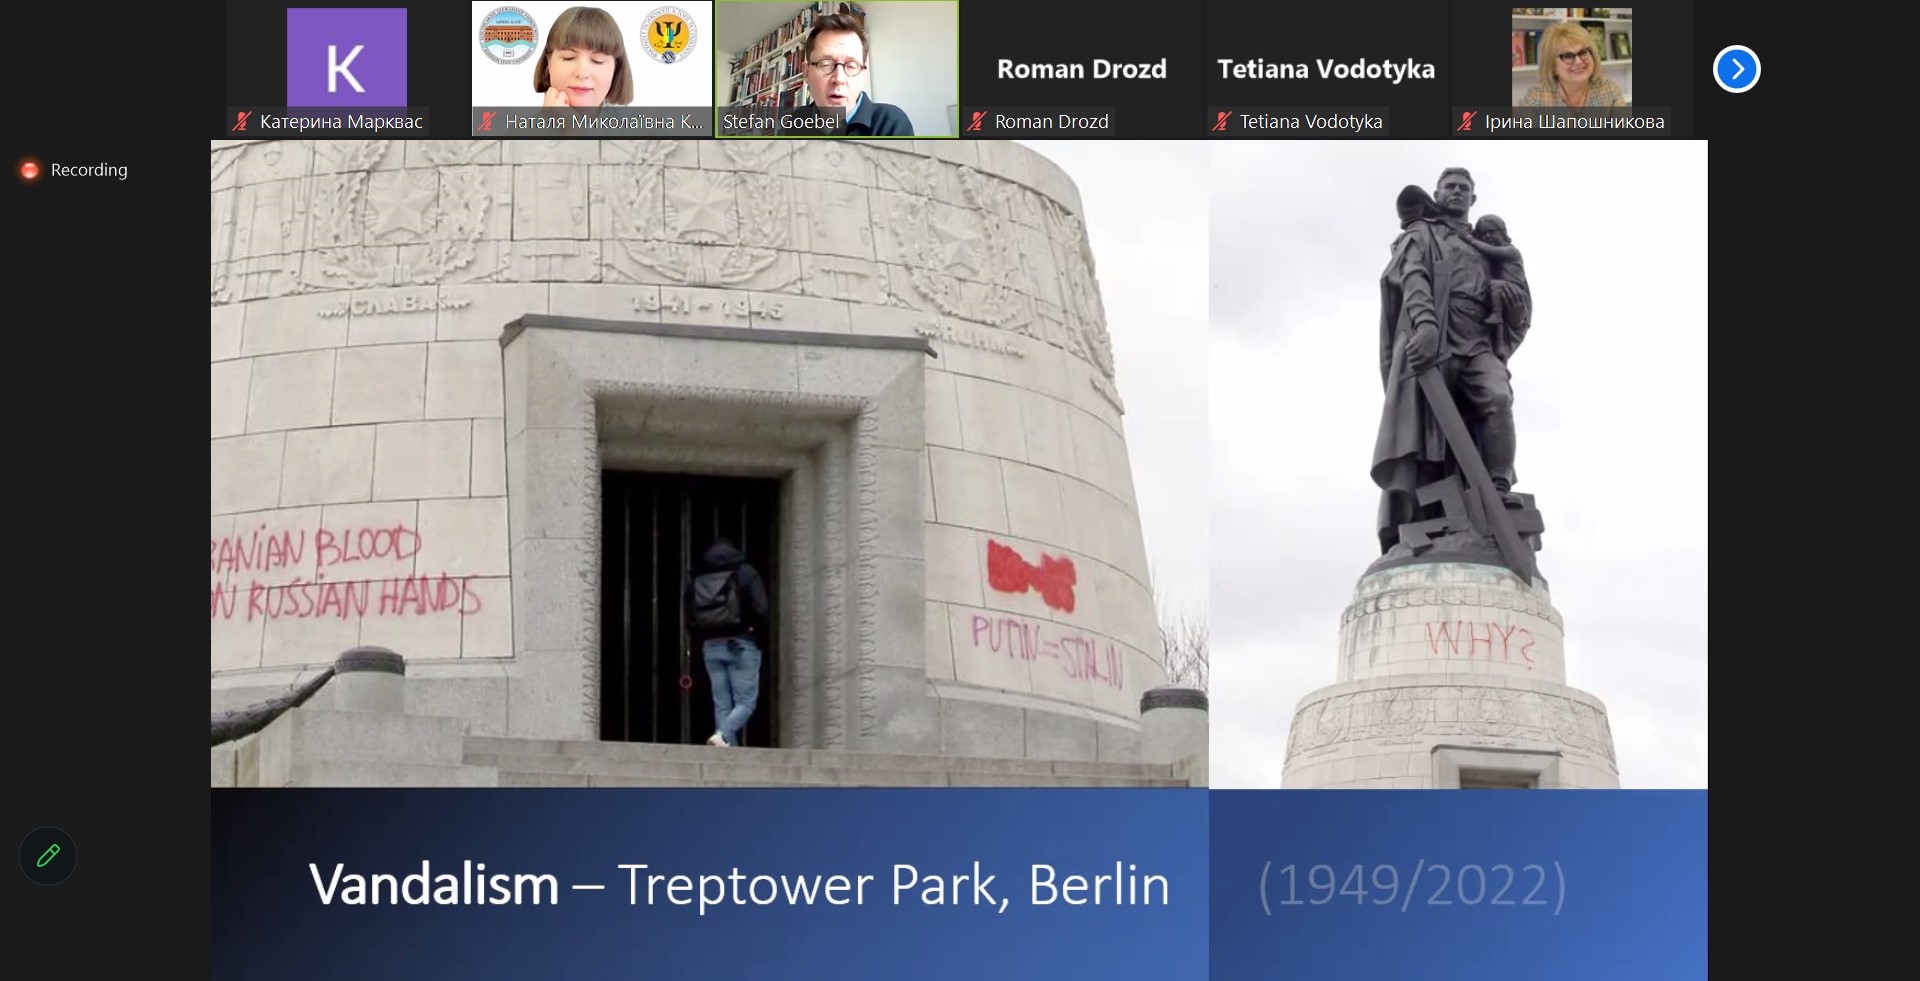 K
Roman Drozd
Tetiana Vodotyka
Катерина Марквас
Наталя Миколаївна К...
Stefan Goebel
Roman Drozd
Tetiana Vodotyka
Ірина Шапошникова
Recording
СЛАВА
1941-1945
ANIAN BLOOD
N RUSSIAN HANDS
PUTIN=STALIN
WHY?
Vandalism – Treptower Park, Berlin (1949/2022)